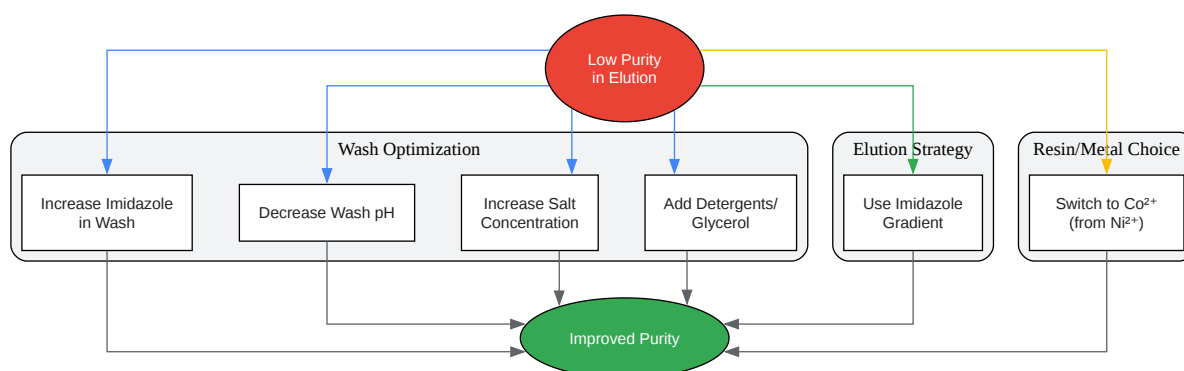 Low Purity
in Elution
Wash Optimization
Elution Strategy
Resin/Metal Choice
Increase Imidazole
in Wash
Decrease Wash pH
Increase Salt
Concentration
Add Detergents/
Glycerol
Use Imidazole
Gradient
Switch to Co²⁺
(from Ni²⁺)
Improved Purity